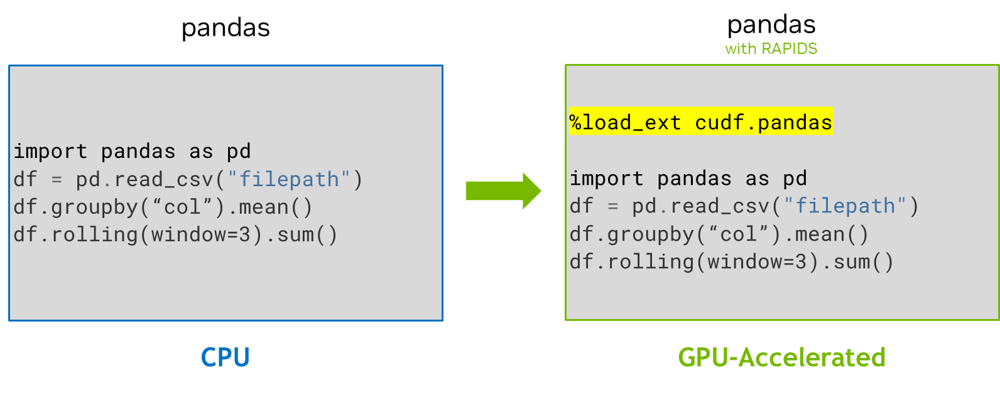 pandas
import pandas as pd
df = pd.read_csv("filepath")
df.groupby(“col”).mean()
df.rolling(window=3).sum()
CPU
pandas
with RAPIDS
%load_ext cudf.pandas
import pandas as pd
df = pd.read_csv("filepath")
df.groupby(“col”).mean()
df.rolling(window=3).sum()
GPU-Accelerated